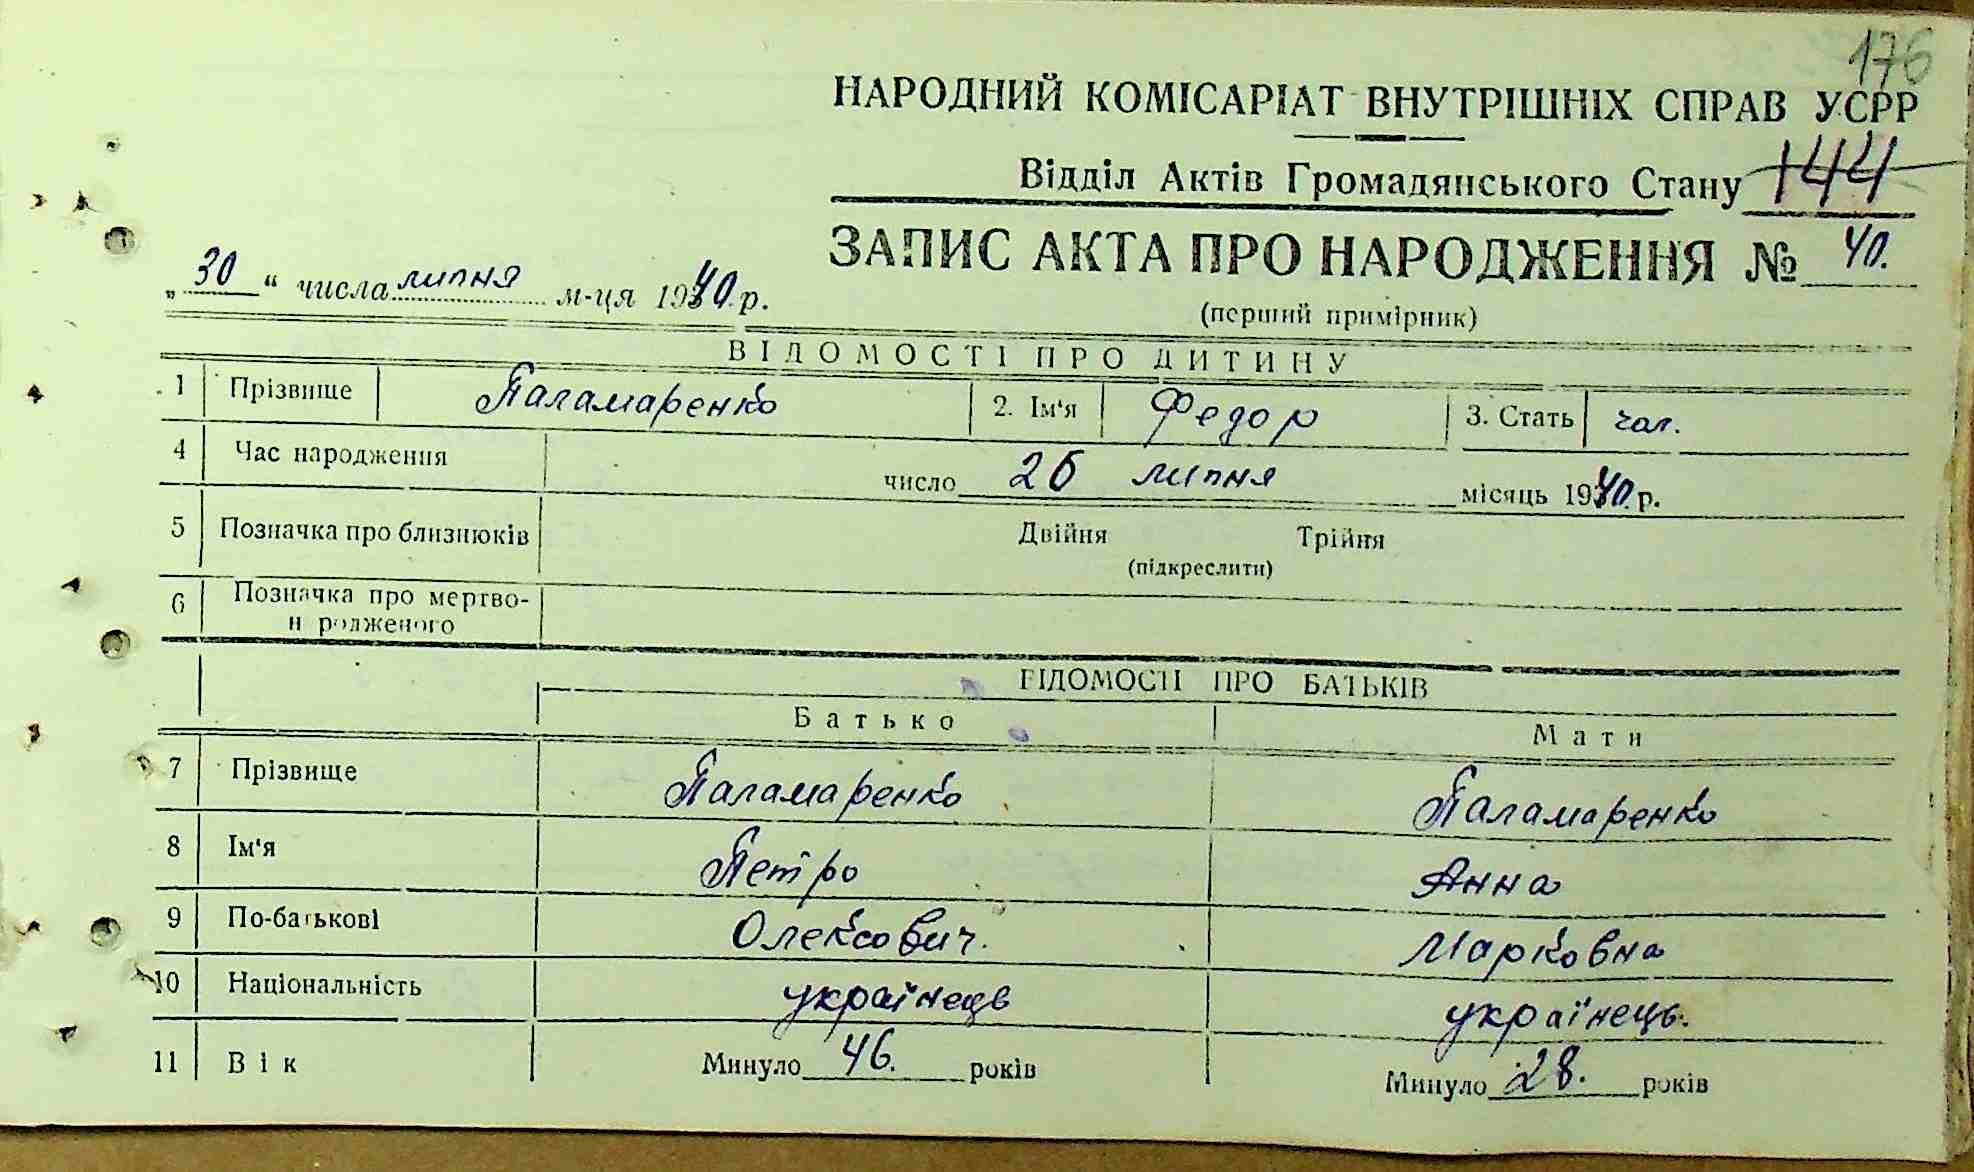 176
НАРОДНИЙ КОМІСАРІАТ ВНУТРІШНІХ СПРАВ УСРР
Відділ Актів Громадянського Стану 144
ЗАПИС АКТА ПРО НАРОДЖЕННЯ № 40.
„30“ числа липня м-ця 1940 р.
(перший примірник)
ВІДОМОСТІ ПРО ДИТИНУ
1 Прізвище Паламаренко 2. Ім'я Федор 3. Стать чол.
4 Час народження число 26 липня місяць 1940. р.
5 Позначка про близнюків Двійня Трійня
(підкреслити)
6 Позначка про мертво-
народженого
ВІДОМОСТІ ПРО БАТЬКІВ
Батько Мати
7 Прізвище Паламаренко Паламаренко
8 Ім'я Петро Анна
9 По-батькові Олексович. Марковна
10 Національність українець українець.
11 Вік Минуло 46. років Минуло 28. років